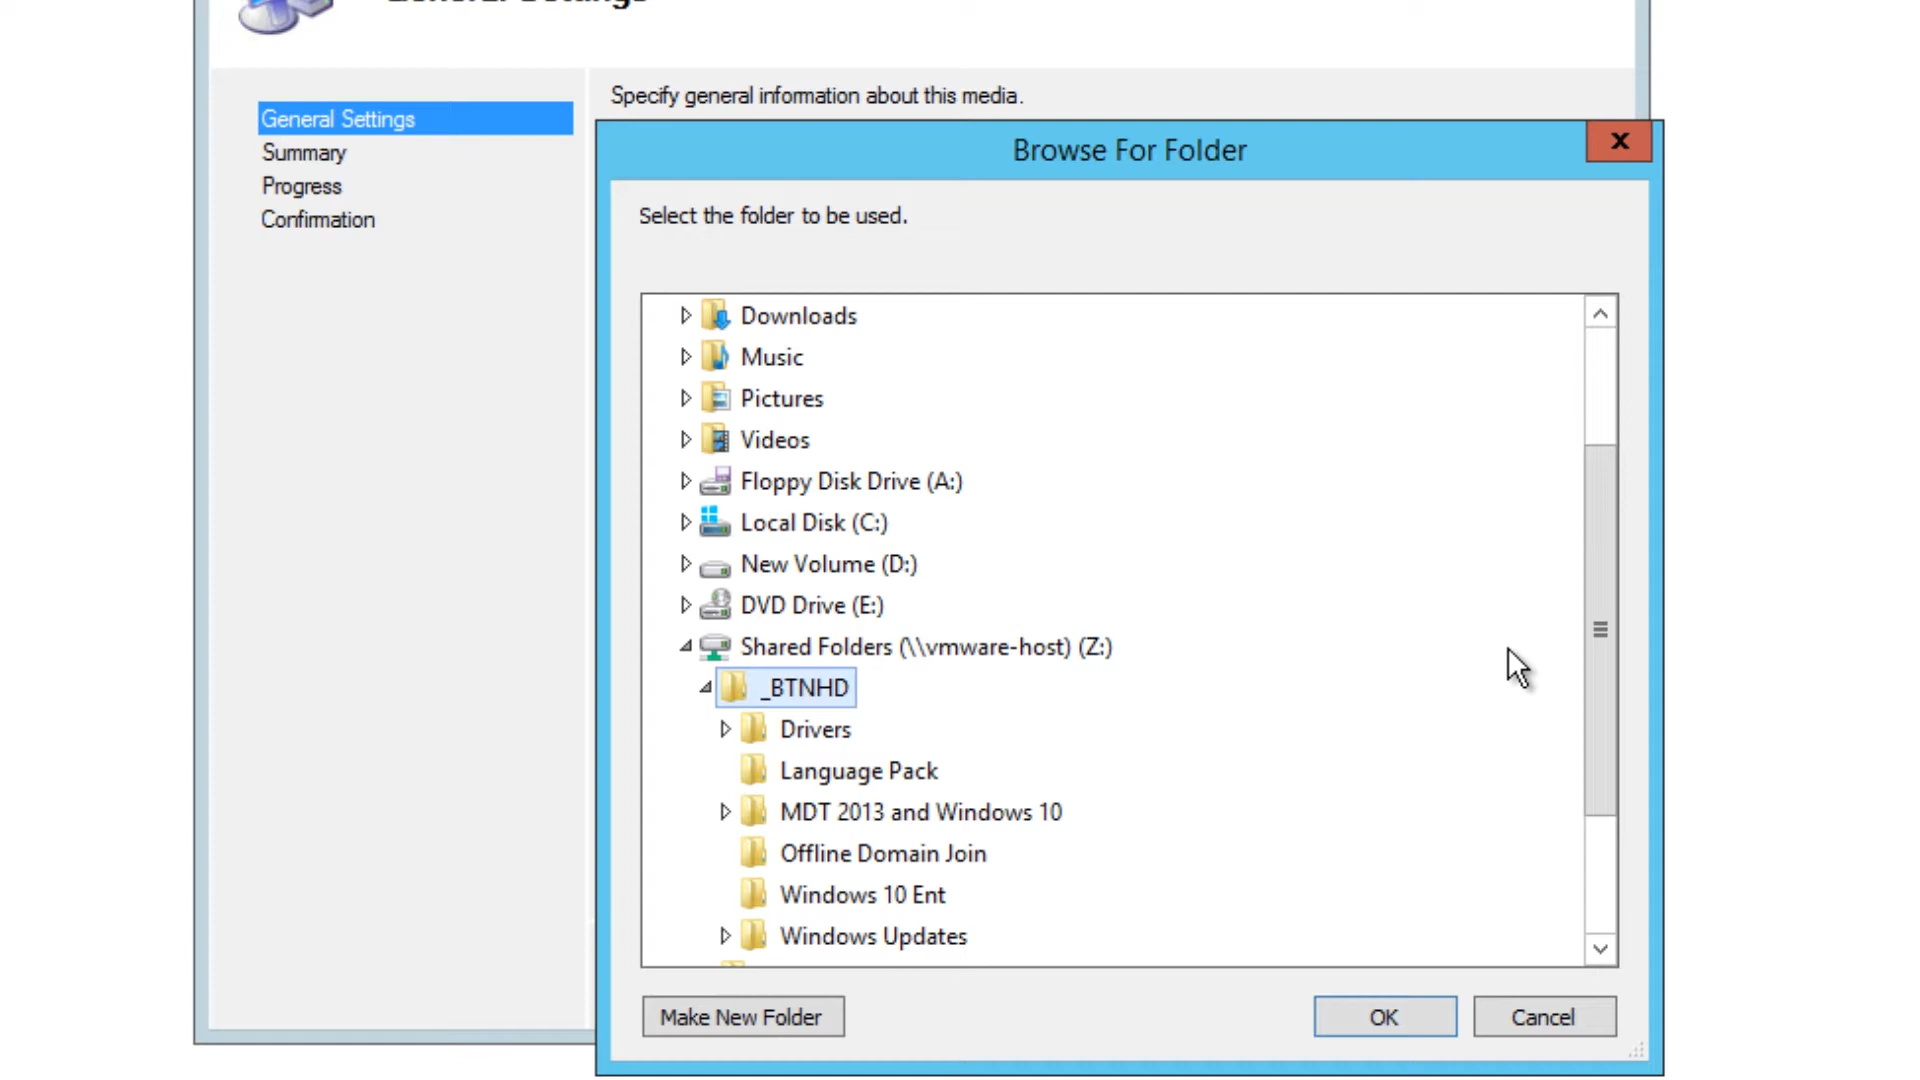 General Settings
Specify general information about this media.
General Settings
Summary
Progress
Confirmation
Browse For Folder
x
Select the folder to be used.
Downloads
Music
Pictures
Videos
Floppy Disk Drive (A:)
Local Disk (C:)
New Volume (D:)
DVD Drive (E:)
Shared Folders (\\vmware-host) (Z:)
_BTNHD
Drivers
Language Pack
MDT 2013 and Windows 10
Offline Domain Join
Windows 10 Ent
Windows Updates
Make New Folder
OK
Cancel